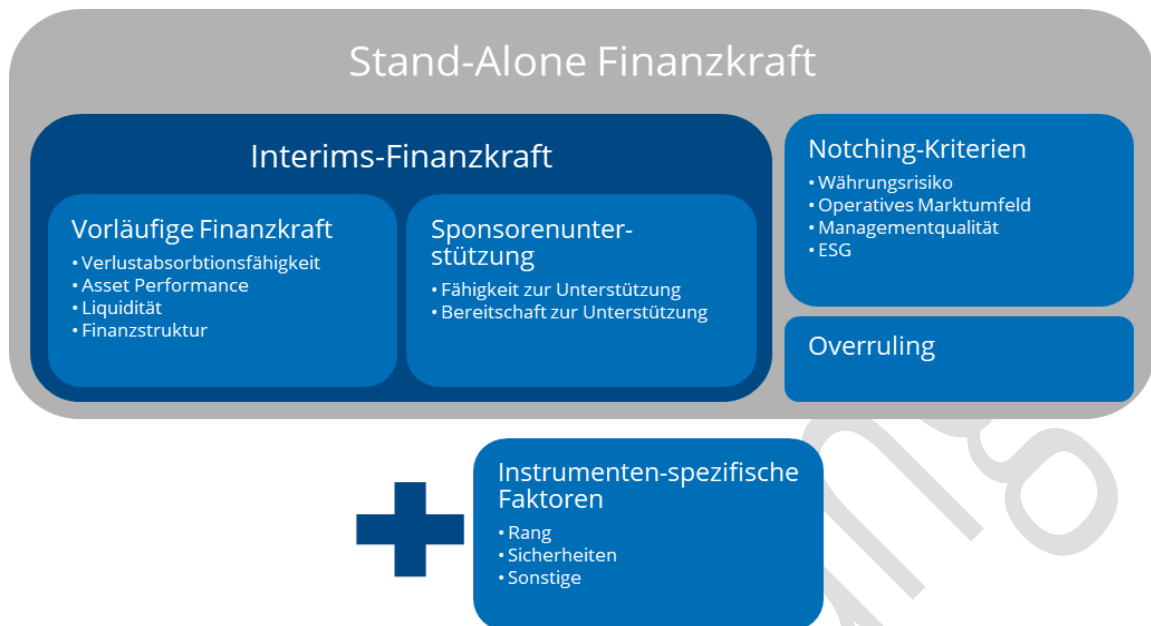 Stand-Alone Finanzkraft
Interims-Finanzkraft
Vorläufige Finanzkraft
• Verlustabsorbtionsfähigkeit
• Asset Performance
• Liquidität
• Finanzstruktur
Sponsorenunter-
stützung
• Fähigkeit zur Unterstützung
• Bereitschaft zur Unterstützung
Notching-Kriterien
• Währungsrisiko
• Operatives Marktumfeld
• Managementqualität
• ESG
Overruling
Instrumenten-spezifische
Faktoren
• Rang
• Sicherheiten
• Sonstige